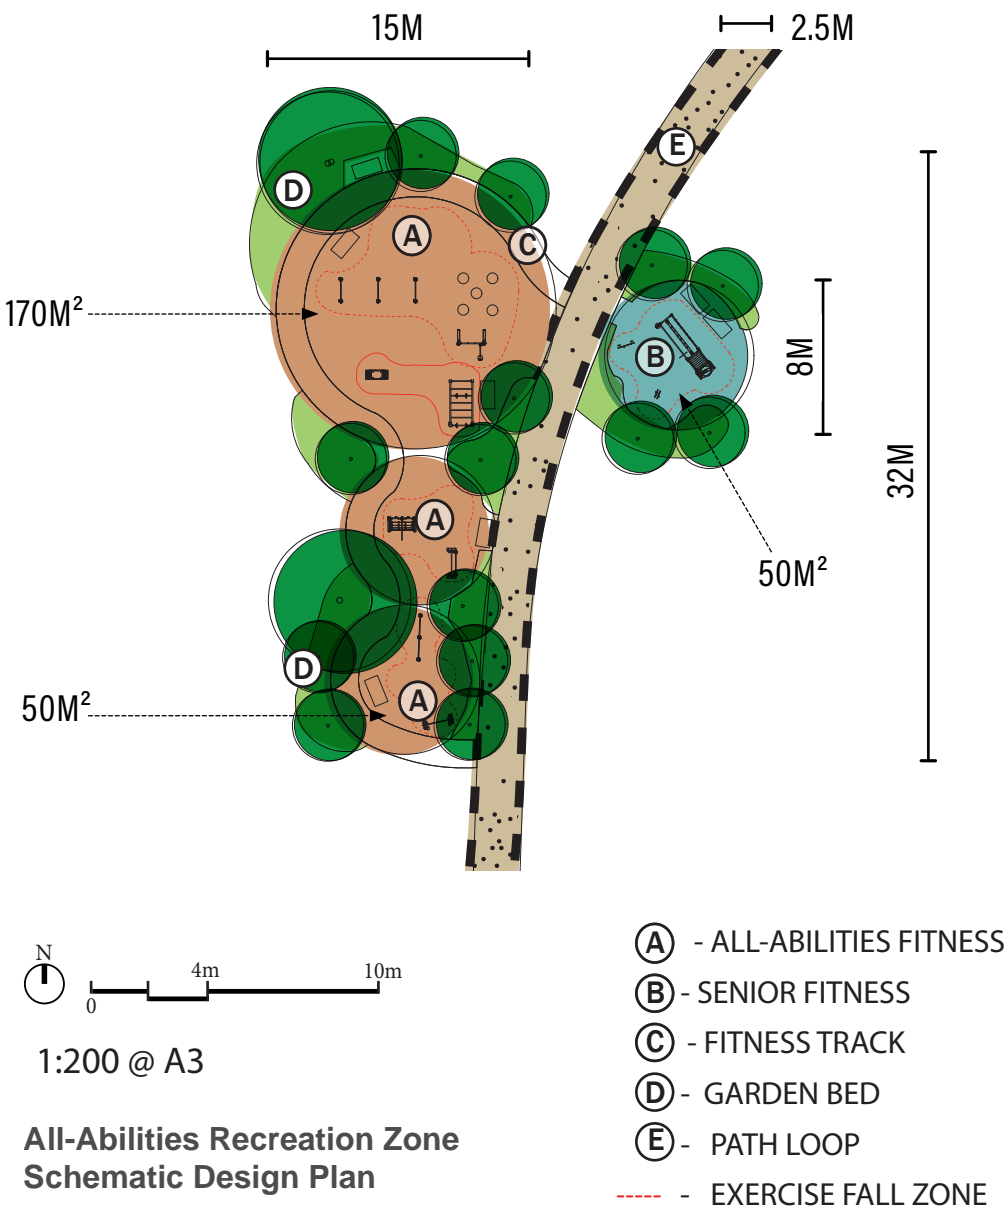 15M
2.5M
E
D
A
C
170M²
B
8M
32M
A
50M²
D
A
50M²
N
4m
10m
0
1:200 @ A3
All-Abilities Recreation Zone
Schematic Design Plan
A - ALL-ABILITIES FITNESS
B - SENIOR FITNESS
C - FITNESS TRACK
D - GARDEN BED
E - PATH LOOP
- EXERCISE FALL ZONE